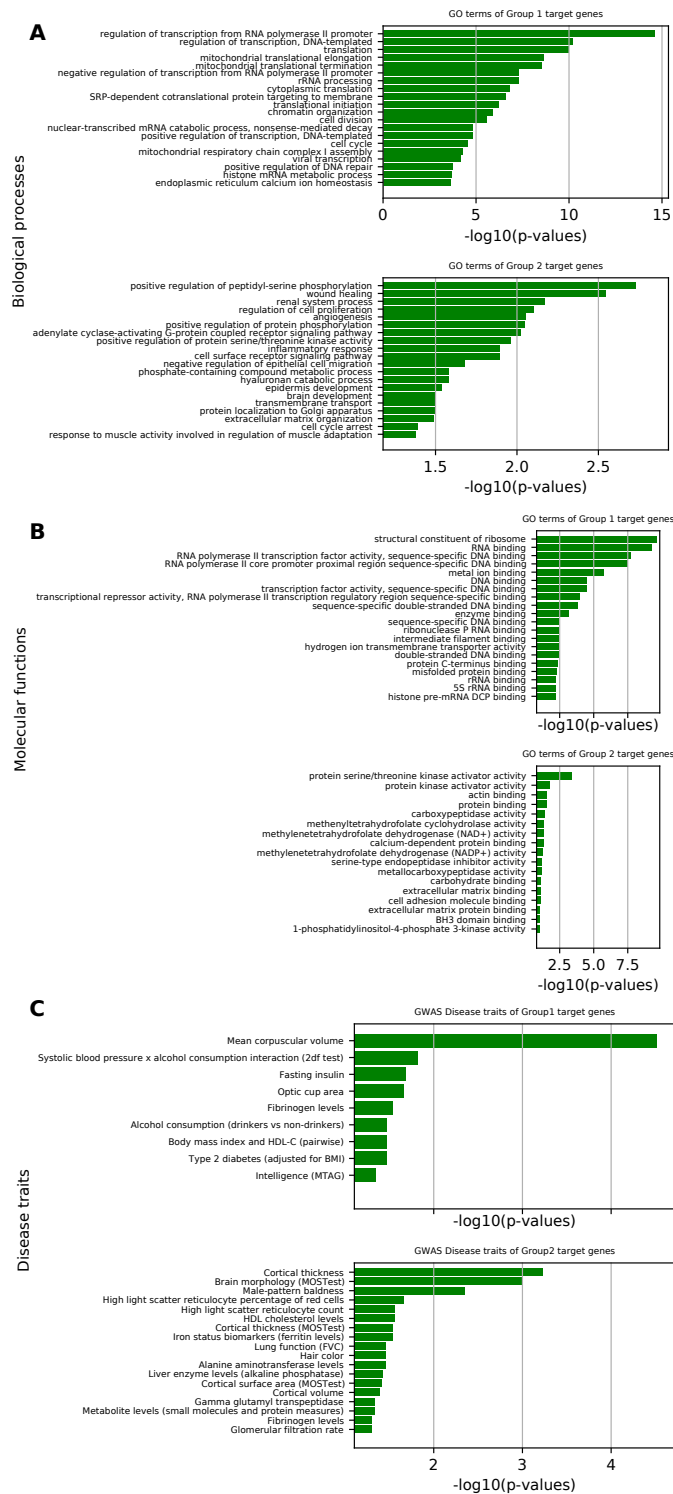 A
GO terms of Group 1 target genes
regulation of transcription from RNA polymerase II promoter
regulation of transcription, DNA-templated
translation
mitochondrial translational elongation
mitochondrial translational termination
negative regulation of transcription from RNA polymerase II promoter
rRNA processing
cytoplasmic translation
SRP-dependent cotranslational protein targeting to membrane
translational initiation
chromatin organization
cell division
nuclear-transcribed mRNA catabolic process, nonsense-mediated decay
positive regulation of transcription, DNA-templated
cell cycle
mitochondrial respiratory chain complex I assembly
viral transcription
positive regulation of DNA repair
histone mRNA metabolic process
endoplasmic reticulum calcium ion homeostasis
0 5 10 15
-log10(p-values)
Biological processes
GO terms of Group 2 target genes
positive regulation of peptidyl-serine phosphorylation
wound healing
renal system process
regulation of cell proliferation
angiogenesis
positive regulation of protein phosphorylation
adenylate cyclase-activating G-protein coupled receptor signaling pathway
positive regulation of protein serine/threonine kinase activity
inflammatory response
cell surface receptor signaling pathway
negative regulation of epithelial cell migration
phosphate-containing compound metabolic process
hyaluronan catabolic process
epidermis development
brain development
transmembrane transport
protein localization to Golgi apparatus
extracellular matrix organization
cell cycle arrest
response to muscle activity involved in regulation of muscle adaptation
1.5 2.0 2.5
-log10(p-values)
B
GO terms of Group 1 target genes
structural constituent of ribosome
RNA binding
RNA polymerase II transcription factor activity, sequence-specific DNA binding
RNA polymerase II core promoter proximal region sequence-specific DNA binding
metal ion binding
DNA binding
transcription factor activity, sequence-specific DNA binding
transcriptional repressor activity, RNA polymerase II transcription regulatory region sequence-specific binding
sequence-specific double-stranded DNA binding
enzyme binding
sequence-specific DNA binding
ribonuclease P RNA binding
intermediate filament binding
hydrogen ion transmembrane transporter activity
double-stranded DNA binding
protein C-terminus binding
misfolded protein binding
rRNA binding
5S rRNA binding
histone pre-mRNA DCP binding
-log10(p-values)
Molecular functions
GO terms of Group 2 target genes
protein serine/threonine kinase activator activity
protein kinase activator activity
actin binding
protein binding
carboxypeptidase activity
methenyltetrahydrofolate cyclohydrolase activity
methylenetetrahydrofolate dehydrogenase (NAD+) activity
calcium-dependent protein binding
methylenetetrahydrofolate dehydrogenase (NADP+) activity
serine-type endopeptidase inhibitor activity
metallocarboxypeptidase activity
carbohydrate binding
extracellular matrix binding
cell adhesion molecule binding
extracellular matrix protein binding
BH3 domain binding
1-phosphatidylinositol-4-phosphate 3-kinase activity
2.5 5.0 7.5
-log10(p-values)
C
GWAS Disease traits of Group1 target genes
Mean corpuscular volume
Systolic blood pressure x alcohol consumption interaction (2df test)
Fasting insulin
Optic cup area
Fibrinogen levels
Alcohol consumption (drinkers vs non-drinkers)
Body mass index and HDL-C (pairwise)
Type 2 diabetes (adjusted for BMI)
Intelligence (MTAG)
-log10(p-values)
Disease traits
GWAS Disease traits of Group2 target genes
Cortical thickness
Brain morphology (MOSTest)
Male-pattern baldness
High light scatter reticulocyte percentage of red cells
High light scatter reticulocyte count
HDL cholesterol levels
Cortical thickness (MOSTest)
Iron status biomarkers (ferritin levels)
Lung function (FVC)
Hair color
Alanine aminotransferase levels
Liver enzyme levels (alkaline phosphatase)
Cortical surface area (MOSTest)
Cortical volume
Gamma glutamyl transpeptidase
Metabolite levels (small molecules and protein measures)
Fibrinogen levels
Glomerular filtration rate
2 3 4
-log10(p-values)